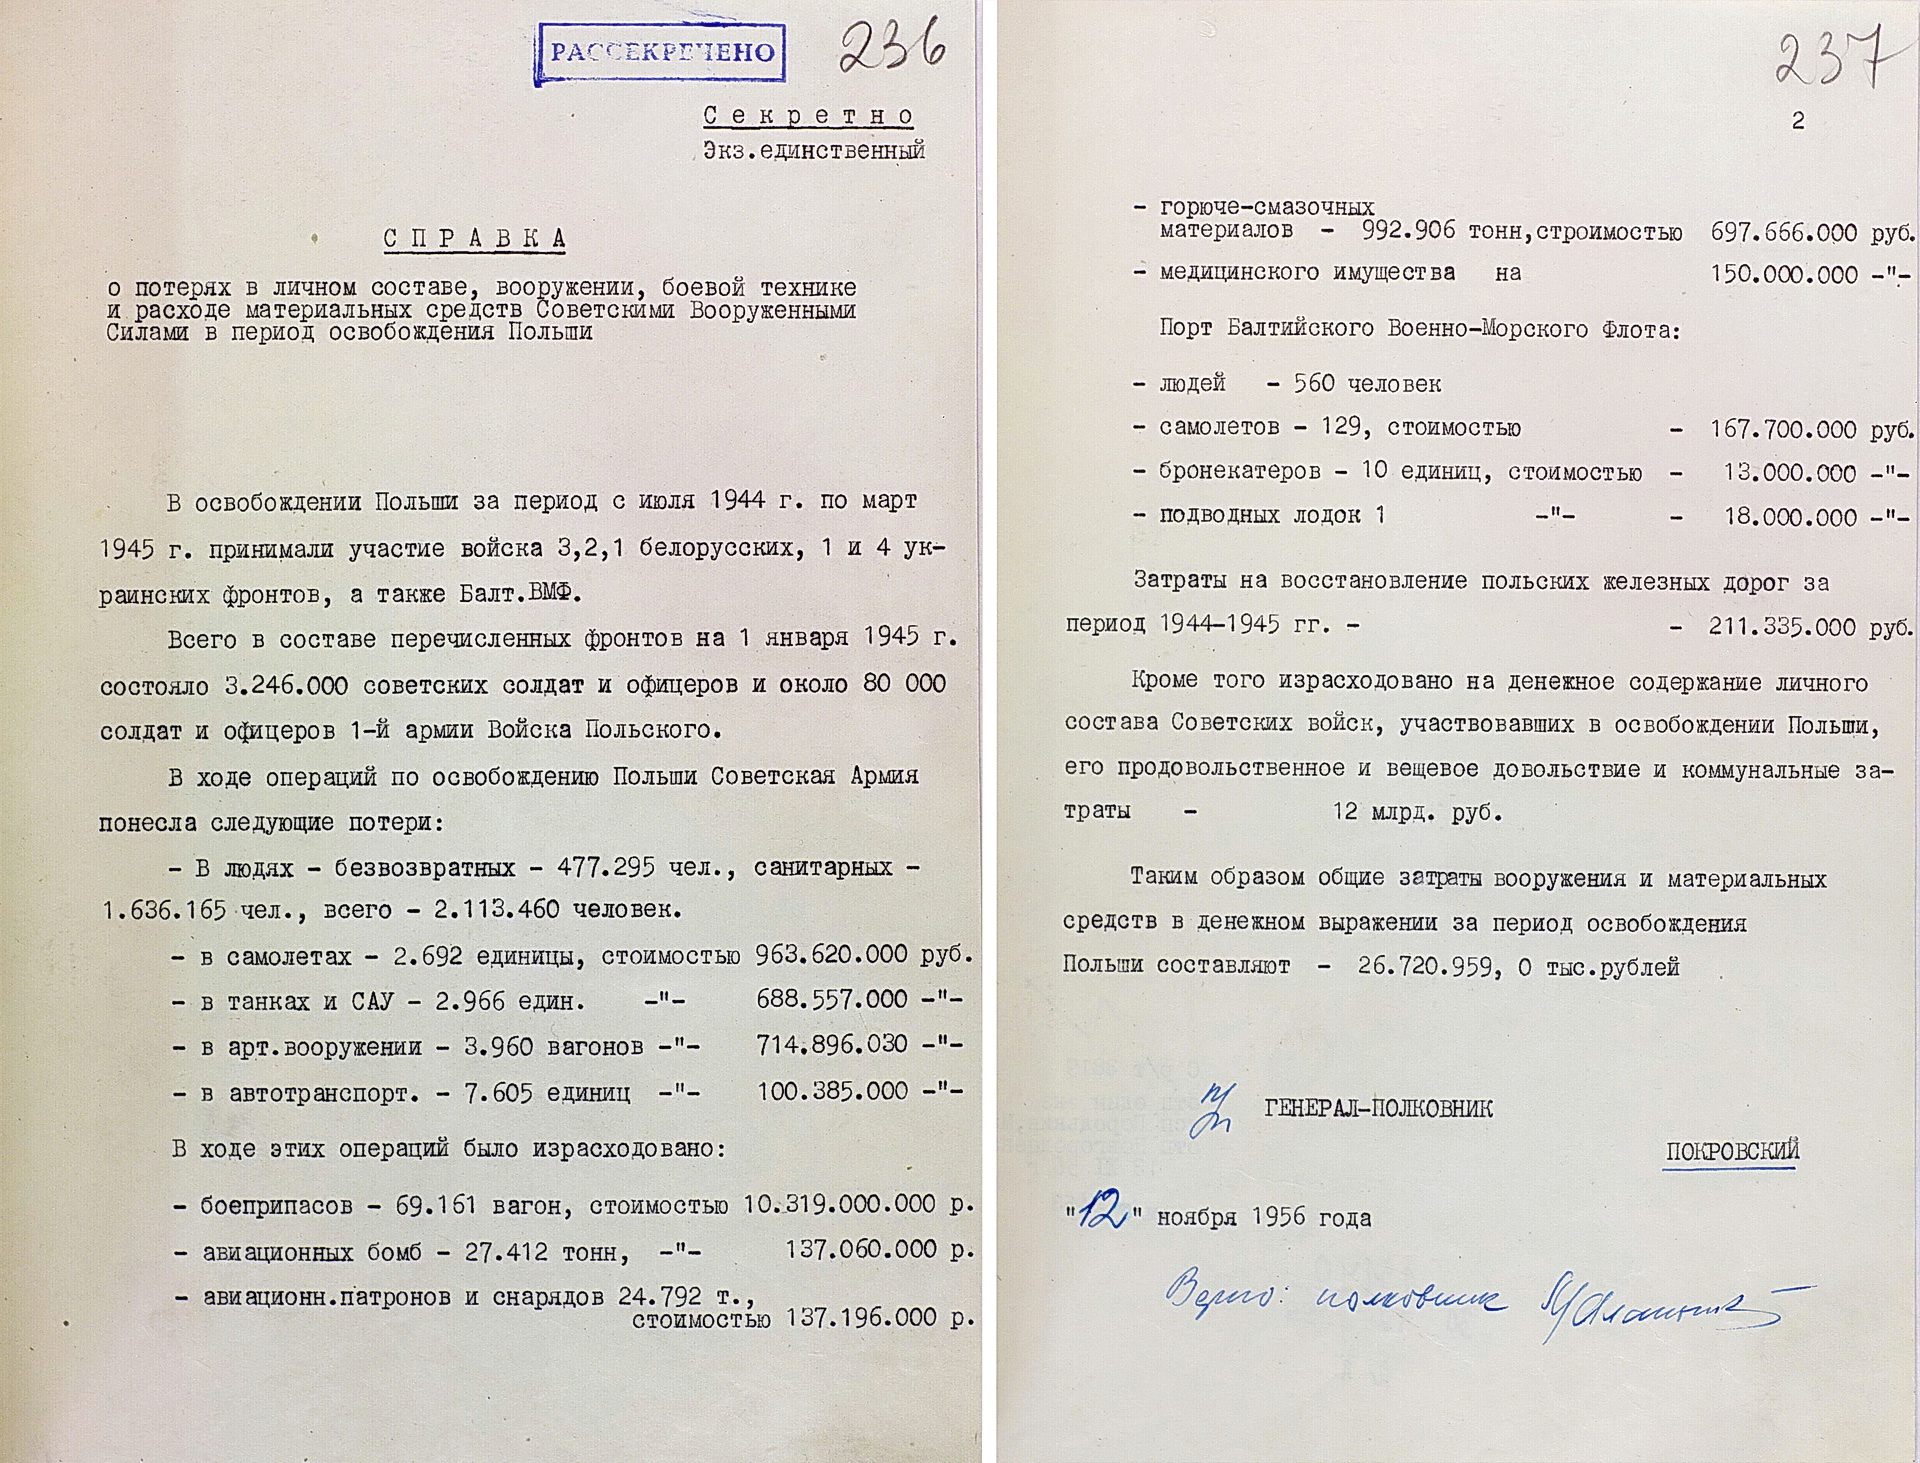 РАССЕКРЕЧЕНО
236
Секретно
Экз.единственный
СПРАВКА
о потерях в личном составе, вооружении, боевой технике
и расходе материальных средств Советскими Вооруженными
Силами в период освобождения Польши
В освобождении Польши за период с июля 1944 г. по март
1945 г. принимали участие войска 3,2,1 белорусских, 1 и 4 ук-
раинских фронтов, а также Балт.ВМФ.
Всего в составе перечисленных фронтов на 1 января 1945 г.
состояло 3.246.000 советских солдат и офицеров и около 80 000
солдат и офицеров 1-й армии Войска Польского.
В ходе операций по освобождению Польши Советская Армия
понесла следующие потери:
- В людях - безвозвратных - 477.295 чел., санитарных -
1.636.165 чел., всего - 2.113.460 человек.
- в самолетах - 2.692 единицы, стоимостью 963.620.000 руб.
- в танках и САУ - 2.966 един. -"- 688.557.000 -"-
- в арт.вооружении - 3.960 вагонов -"- 714.896.030 -"-
- в автотранспорт. - 7.605 единиц -"- 100.385.000 -"-
В ходе этих операций было израсходовано:
- боеприпасов - 69.161 вагон, стоимостью 10.319.000.000 р.
- авиационных бомб - 27.412 тонн, -"- 137.060.000 р.
- авиационн.патронов и снарядов 24.792 т.,
стоимостью 137.196.000 р.
237
2
- горюче-смазочных
материалов - 992.906 тонн,строимостью 697.666.000 руб.
- медицинского имущества на 150.000.000 -"-
Порт Балтийского Военно-Морского Флота:
- людей - 560 человек
- самолетов - 129, стоимостью - 167.700.000 руб.
- бронекатеров - 10 единиц, стоимостью - 13.000.000 -"-
- подводных лодок 1 -"- - 18.000.000 -"-
Затраты на восстановление польских железных дорог за
период 1944-1945 гг. - - 211.335.000 руб.
Кроме того израсходовано на денежное содержание личного
состава Советских войск, участвовавших в освобождении Польши,
его продовольственное и вещевое довольствие и коммунальные за-
траты - 12 млрд. руб.
Таким образом общие затраты вооружения и материальных
средств в денежном выражении за период освобождения
Польши составляют - 26.720.959, 0 тыс.рублей
п/п ГЕНЕРАЛ-ПОЛКОВНИК
ПОКРОВСКИЙ
"12" ноября 1956 года
Верно: полковник